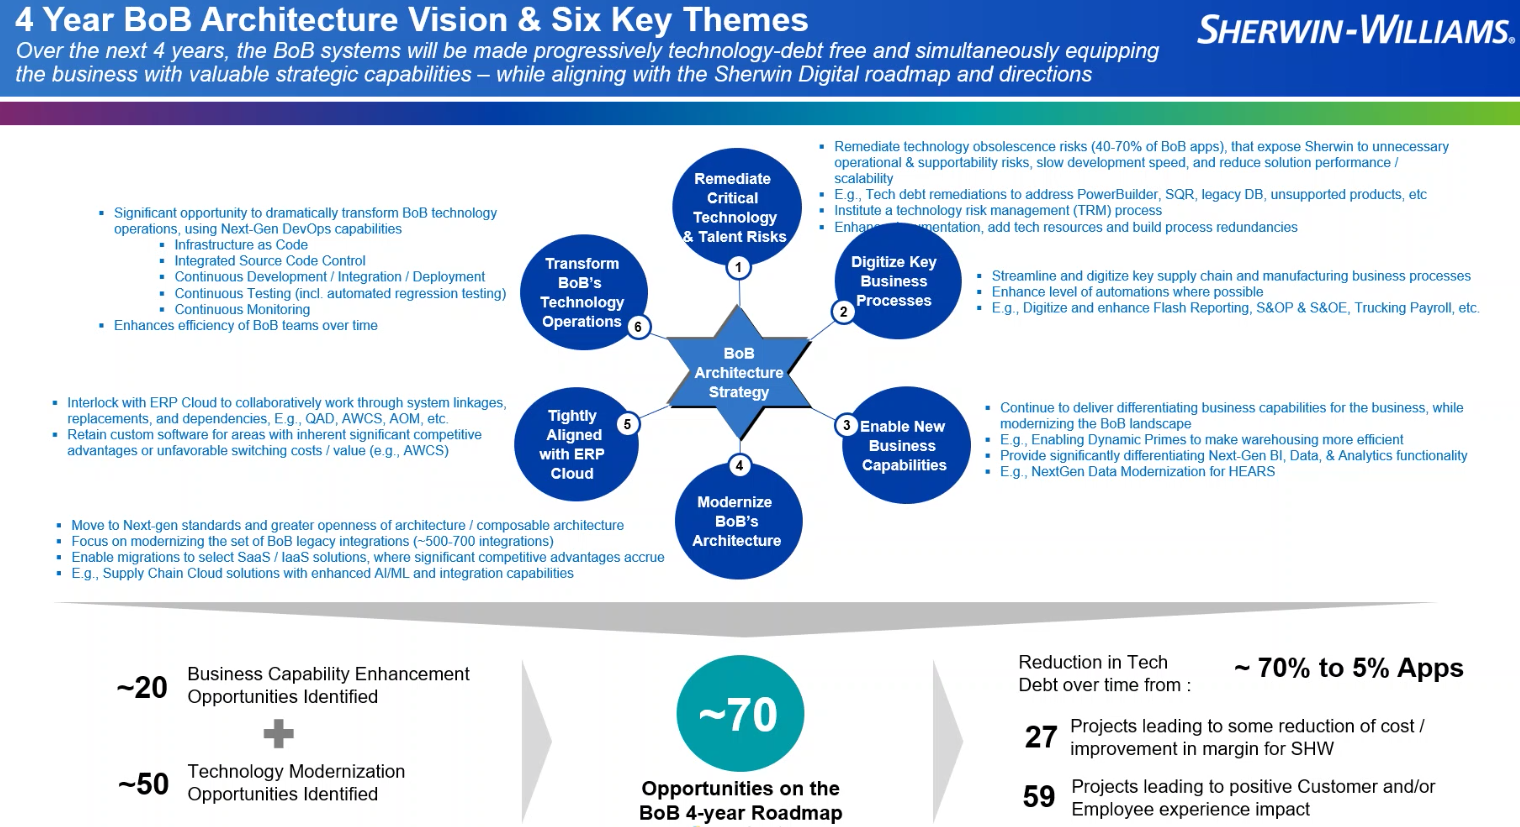 4 Year BoB Architecture Vision & Six Key Themes
Over the next 4 years, the BoB systems will be made progressively technology-debt free and simultaneously equipping
the business with valuable strategic capabilities – while aligning with the Sherwin Digital roadmap and directions
SHERWIN-WILLIAMS®
Remediate
Critical
Technology
& Talent Risks
1
▪ Remediate technology obsolescence risks (40-70% of BoB apps), that expose Sherwin to unnecessary
operational & supportability risks, slow development speed, and reduce solution performance /
scalability
▪ E.g., Tech debt remediations to address PowerBuilder, SQR, legacy DB, unsupported products, etc
▪ Institute a technology risk management (TRM) process
▪ Enhance mentation, add tech resources and build process redundancies
Digitize Key
Business
Processes
2
▪ Streamline and digitize key supply chain and manufacturing business processes
▪ Enhance level of automations where possible
▪ E.g., Digitize and enhance Flash Reporting, S&OP & S&OE, Trucking Payroll, etc.
Enable New
Business
Capabilities
3
▪ Continue to deliver differentiating business capabilities for the business, while
modernizing the BoB landscape
▪ E.g., Enabling Dynamic Primes to make warehousing more efficient
▪ Provide significantly differentiating Next-Gen BI, Data, & Analytics functionality
▪ E.g., NextGen Data Modernization for HEARS
4
Modernize
BoB's
Architecture
▪ Move to Next-gen standards and greater openness of architecture / composable architecture
▪ Focus on modernizing the set of BoB legacy integrations (~500-700 integrations)
▪ Enable migrations to select SaaS / IaaS solutions, where significant competitive advantages accrue
▪ E.g., Supply Chain Cloud solutions with enhanced AI/ML and integration capabilities
Tightly
Aligned
with ERP
Cloud
5
▪ Interlock with ERP Cloud to collaboratively work through system linkages,
replacements, and dependencies, E.g., QAD, AWCS, AOM, etc.
▪ Retain custom software for areas with inherent significant competitive
advantages or unfavorable switching costs / value (e.g., AWCS)
Transform
BoB's
Technology
Operations
6
▪ Significant opportunity to dramatically transform BoB technology
operations, using Next-Gen DevOps capabilities
▪ Infrastructure as Code
▪ Integrated Source Code Control
▪ Continuous Development / Integration / Deployment
▪ Continuous Testing (incl. automated regression testing)
▪ Continuous Monitoring
▪ Enhances efficiency of BoB teams over time
BoB
Architecture
Strategy
~20
Business Capability Enhancement
Opportunities Identified
~50
Technology Modernization
Opportunities Identified
~70
Opportunities on the
BoB 4-year Roadmap
Reduction in Tech
Debt over time from :
~ 70% to 5% Apps
27
Projects leading to some reduction of cost /
improvement in margin for SHW
59
Projects leading to positive Customer and/or
Employee experience impact